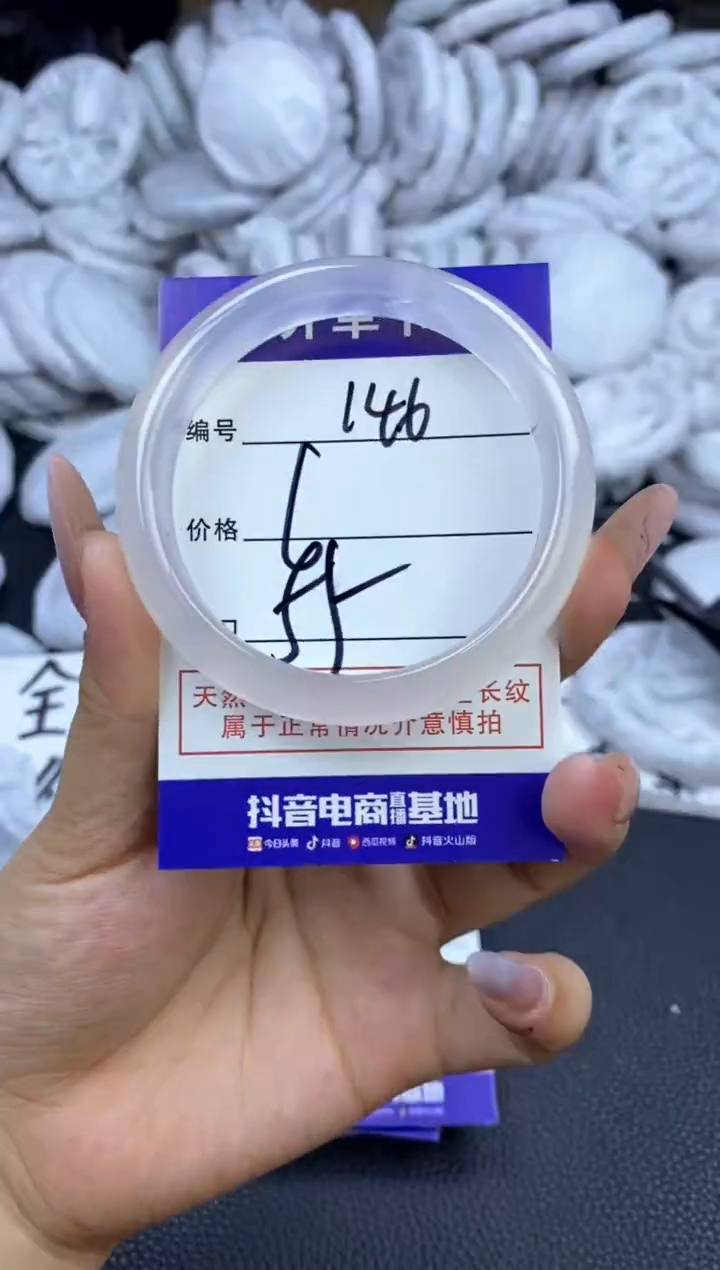 编号 146
价格
天然 长纹
属于正常情况介意慎拍
抖音电商直播基地
今日头条 抖音 西瓜视频 抖音火山版
全